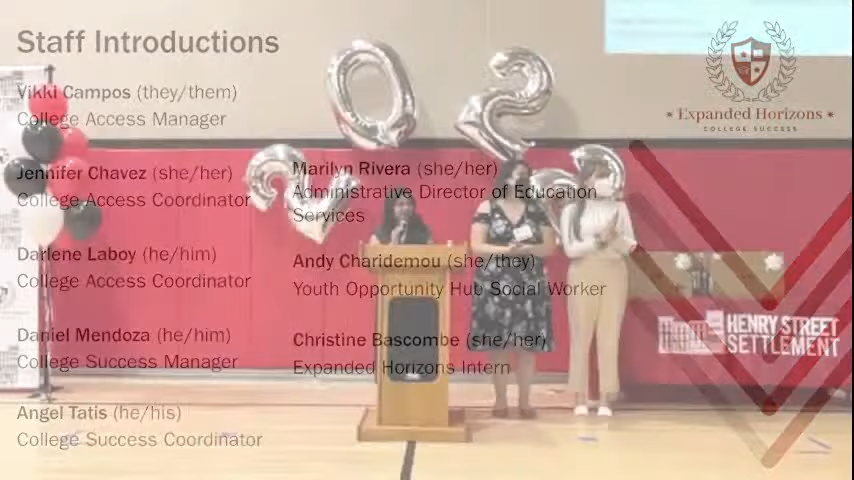 Staff Introductions
Vikki Campos (they/them)
College Access Manager
Jennifer Chavez (she/her)
College Access Coordinator
Darlene Laboy (he/him)
College Access Coordinator
Daniel Mendoza (he/him)
College Success Manager
Angel Tatis (he/his)
College Success Coordinator
Marilyn Rivera (she/her)
Administrative Director of Education
Services
Andy Charidemou (she/they)
Youth Opportunity Hub Social Worker
Christine Bascombe (she/her)
Expanded Horizons Intern
Expanded Horizons
COLLEGE SUCCESS
202
HENRY STREET
SETTLEMENT